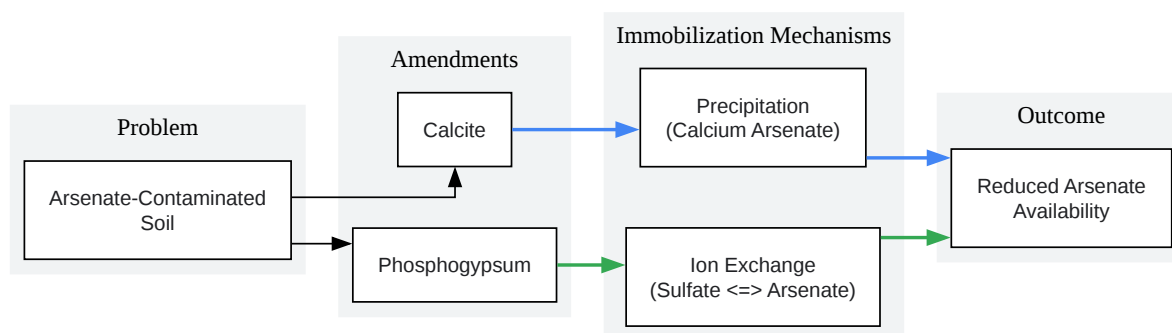 Problem
Arsenate-Contaminated
Soil
Amendments
Calcite
Phosphogypsum
Immobilization Mechanisms
Precipitation
(Calcium Arsenate)
Ion Exchange
(Sulfate <=> Arsenate)
Outcome
Reduced Arsenate
Availability